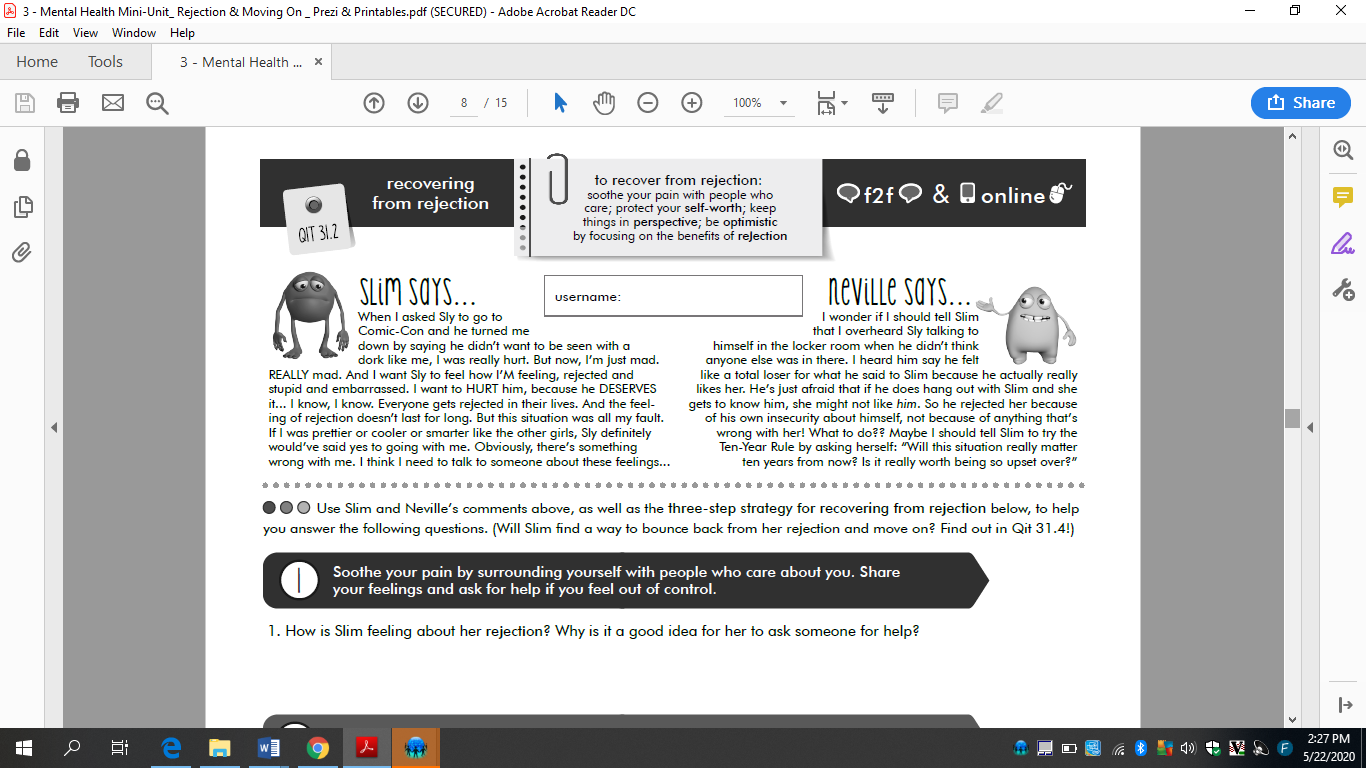 3 - Mental Health Mini-Unit_ Rejection & Moving On _ Prezi & Printables.pdf (SECURED) - Adobe Acrobat Reader DC
File Edit View Window Help
Home Tools 3 - Mental Health ... ×
8 / 15 100% Share
recovering
from rejection
QIT 31.2
to recover from rejection:
soothe your pain with people who
care; protect your self-worth; keep
things in perspective; be optimistic
by focusing on the benefits of rejection
f2f & online
SLIM SAYS...
username:
When I asked Sly to go to
Comic-Con and he turned me
down by saying he didn't want to be seen with a
dork like me, I was really hurt. But now, I'm just mad.
REALLY mad. And I want Sly to feel how I'M feeling, rejected and
stupid and embarrassed. I want to HURT him, because he DESERVES
it... I know, I know. Everyone gets rejected in their lives. And the feel-
ing of rejection doesn't last for long. But this situation was all my fault.
If I was prettier or cooler or smarter like the other girls, Sly definitely
would've said yes to going with me. Obviously, there's something
wrong with me. I think I need to talk to someone about these feelings...
NEVILLE SAYS...
I wonder if I should tell Slim
that I overheard Sly talking to
himself in the locker room when he didn't think
anyone else was in there. I heard him say he felt
like a total loser for what he said to Slim because he actually really
likes her. He's just afraid that if he does hang out with Slim and she
gets to know him, she might not like him. So he rejected her because
of his own insecurity about himself, not because of anything that's
wrong with her! What to do?? Maybe I should tell Slim to try the
Ten-Year Rule by asking herself: "Will this situation really matter
ten years from now? Is it really worth being so upset over?"
Use Slim and Neville's comments above, as well as the three-step strategy for recovering from rejection below, to help
you answer the following questions. (Will Slim find a way to bounce back from her rejection and move on? Find out in Qit 31.4!)
1 Soothe your pain by surrounding yourself with people who care about you. Share
your feelings and ask for help if you feel out of control.
1. How is Slim feeling about her rejection? Why is it a good idea for her to ask someone for help?
2:27 PM
5/22/2020